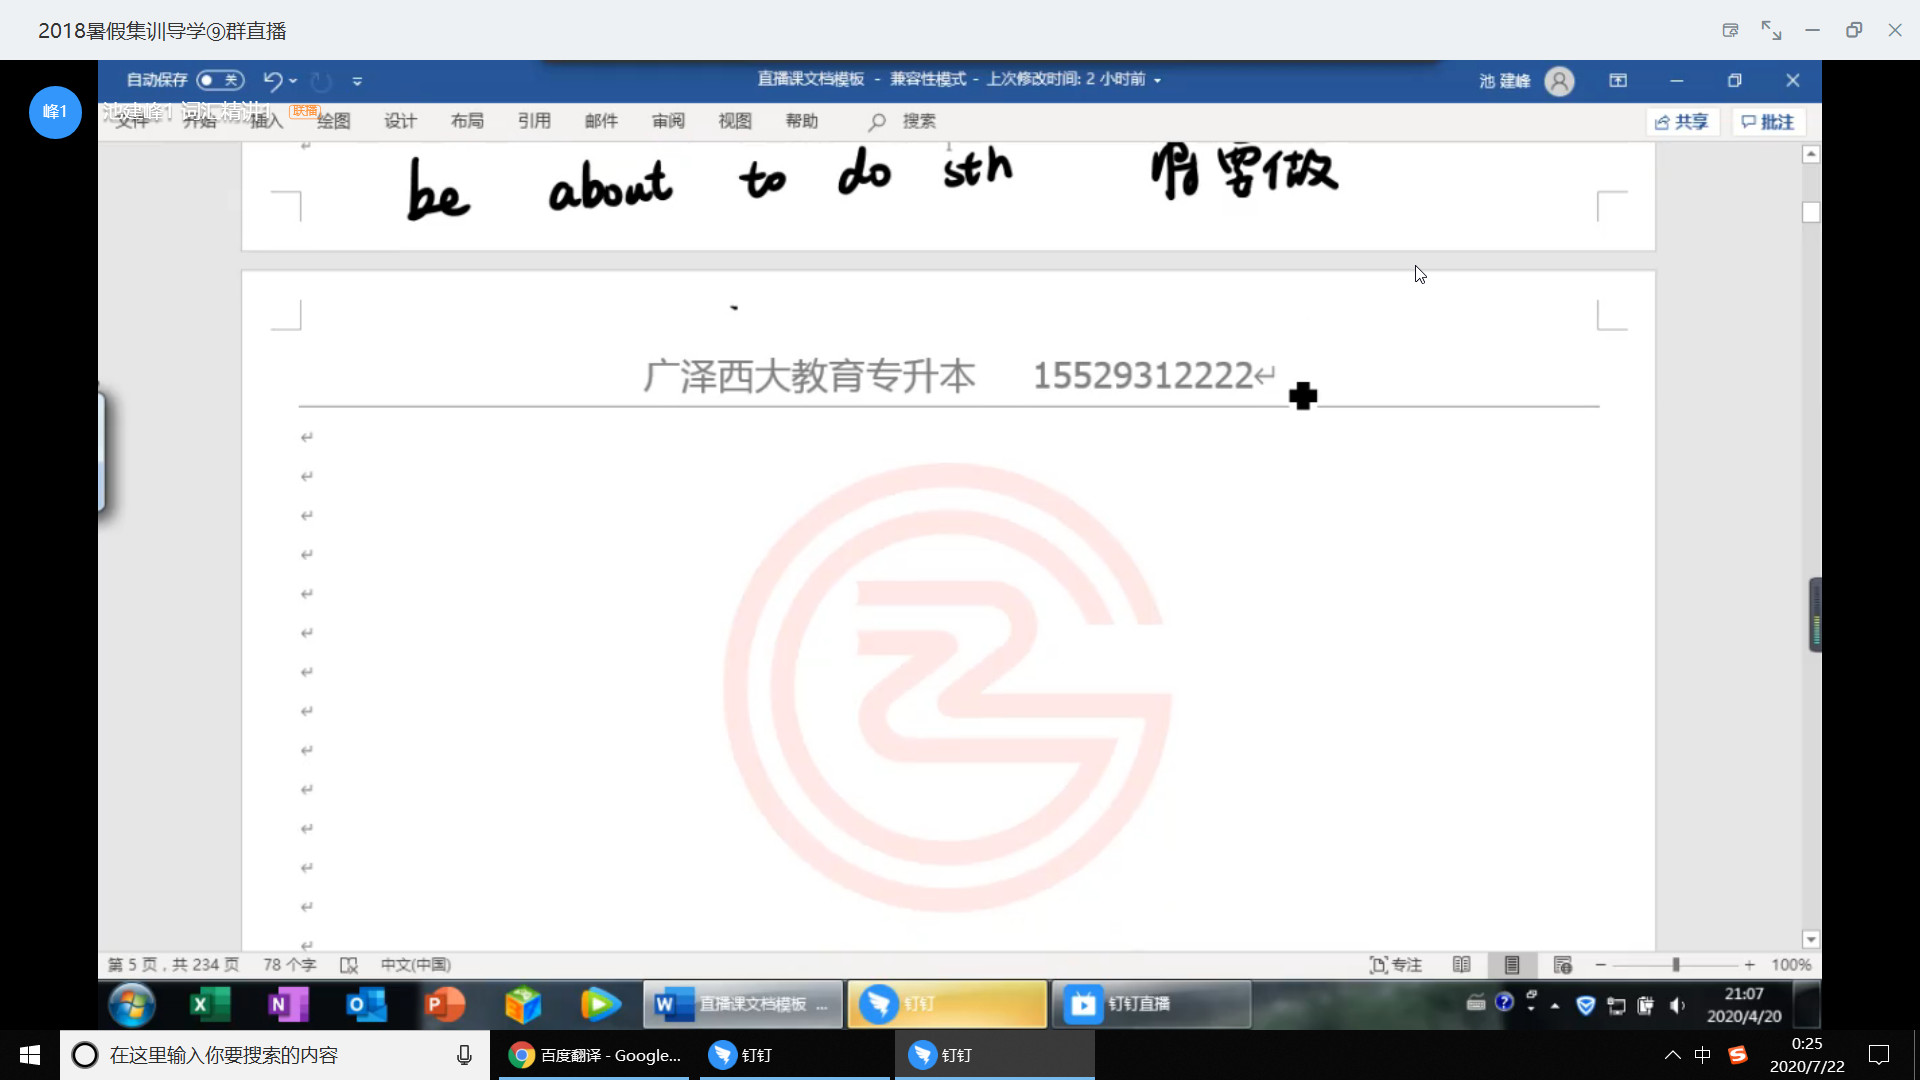 2018暑假集训导学⑨群直播
自动保存 关
直播课文档模板 - 兼容性模式 - 上次修改时间: 2 小时前
池 建峰
峰1
池建峰1 词汇精讲1 联播
文件 开始 插入 绘图 设计 布局 引用 邮件 审阅 视图 帮助 搜索
共享 批注
be about to do sth 要做
广泽西大教育专升本 15529312222
第 5 页，共 234 页 78 个字 中文(中国)
专注 100%
直播课文档模板 ...
钉钉
钉钉直播
21:07
2020/4/20
在这里输入你要搜索的内容
百度翻译 - Google...
钉钉
钉钉
中
0:25
2020/7/22